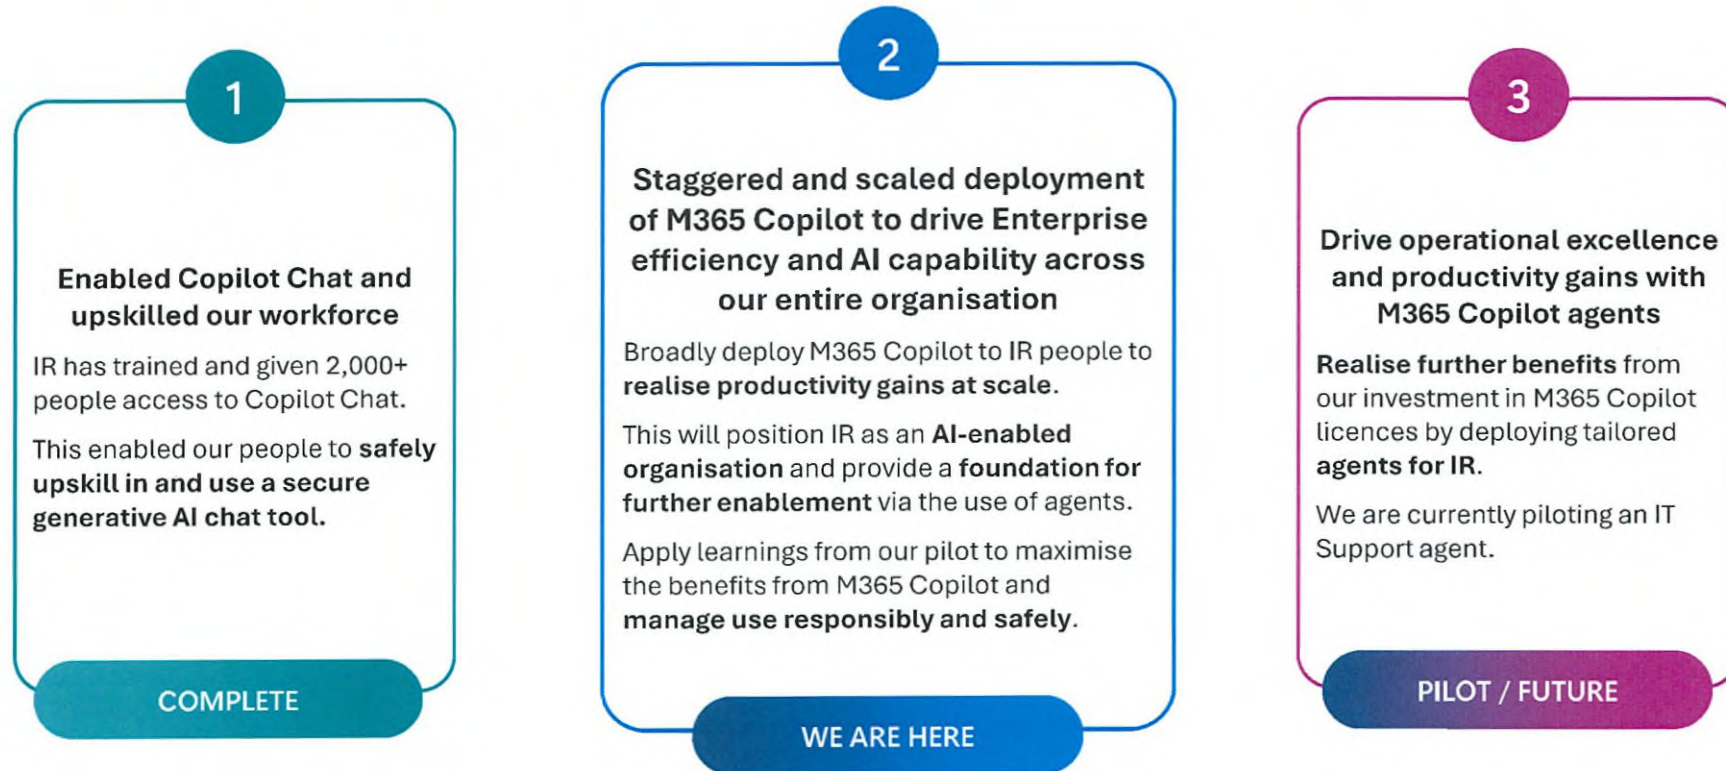 1
Enabled Copilot Chat and
upskilled our workforce
IR has trained and given 2,000+
people access to Copilot Chat.
This enabled our people to safely
upskill in and use a secure
generative AI chat tool.
COMPLETE
2
Staggered and scaled deployment
of M365 Copilot to drive Enterprise
efficiency and AI capability across
our entire organisation
Broadly deploy M365 Copilot to IR people to
realise productivity gains at scale.
This will position IR as an AI-enabled
organisation and provide a foundation for
further enablement via the use of agents.
Apply learnings from our pilot to maximise
the benefits from M365 Copilot and
manage use responsibly and safely.
WE ARE HERE
3
Drive operational excellence
and productivity gains with
M365 Copilot agents
Realise further benefits from
our investment in M365 Copilot
licences by deploying tailored
agents for IR.
We are currently piloting an IT
Support agent.
PILOT / FUTURE